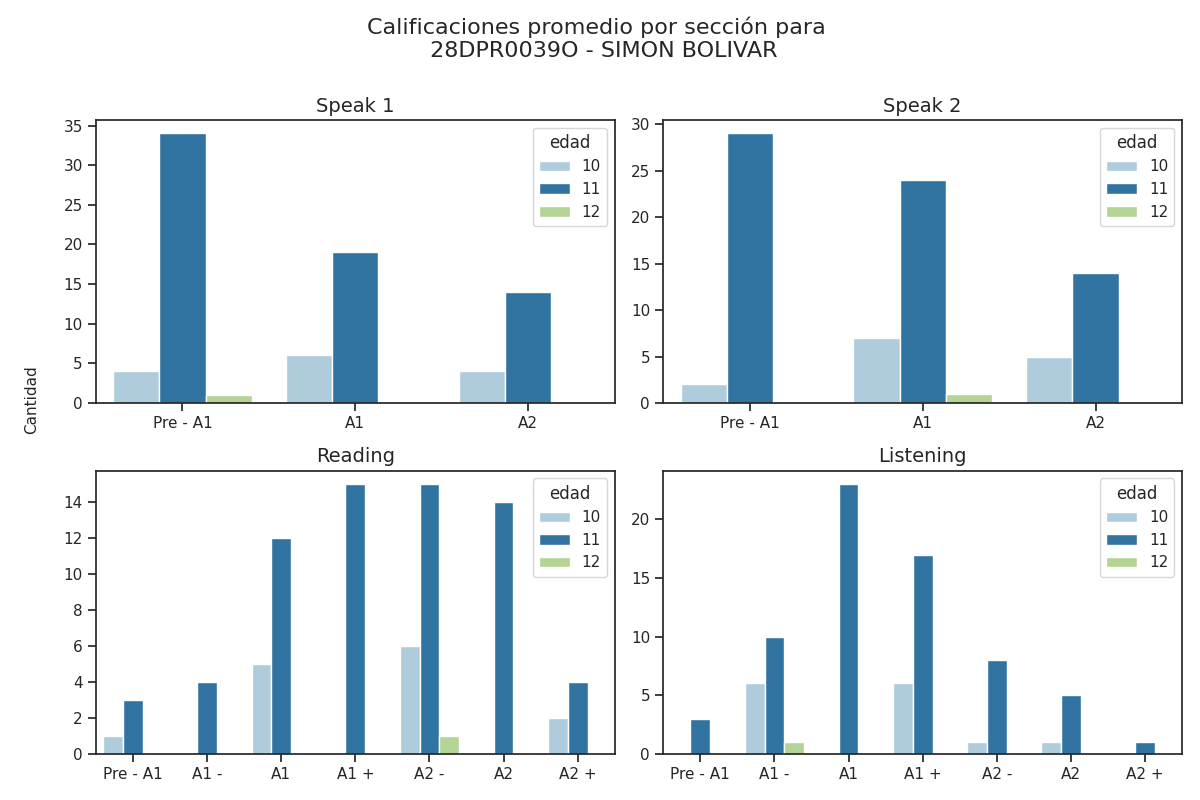 Calificaciones promedio por sección para
28DPR0039O - SIMON BOLIVAR
Speak 1
35
30
25
20
15
10
5
0
Pre - A1 A1 A2
edad
10
11
12
Speak 2
30
25
20
15
10
5
0
Pre - A1 A1 A2
edad
10
11
12
Cantidad
Reading
14
12
10
8
6
4
2
0
Pre - A1 A1 - A1 A1 + A2 - A2 A2 +
edad
10
11
12
Listening
20
15
10
5
0
Pre - A1 A1 - A1 A1 + A2 - A2 A2 +
edad
10
11
12